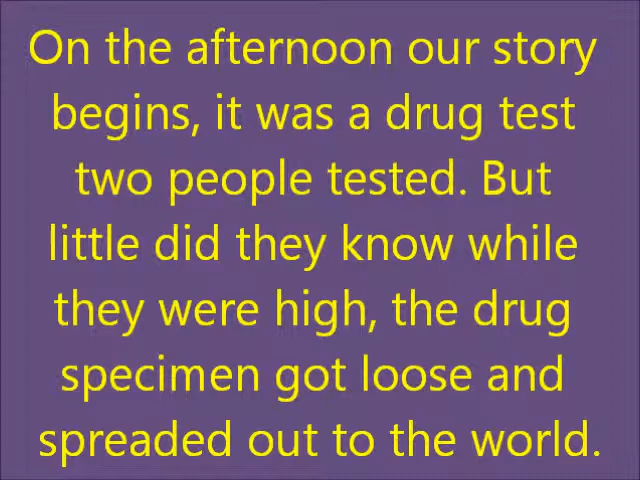 On the afternoon our story
begins, it was a drug test
two people tested. But
little did they know while
they were high, the drug
specimen got loose and
spreaded out to the world.